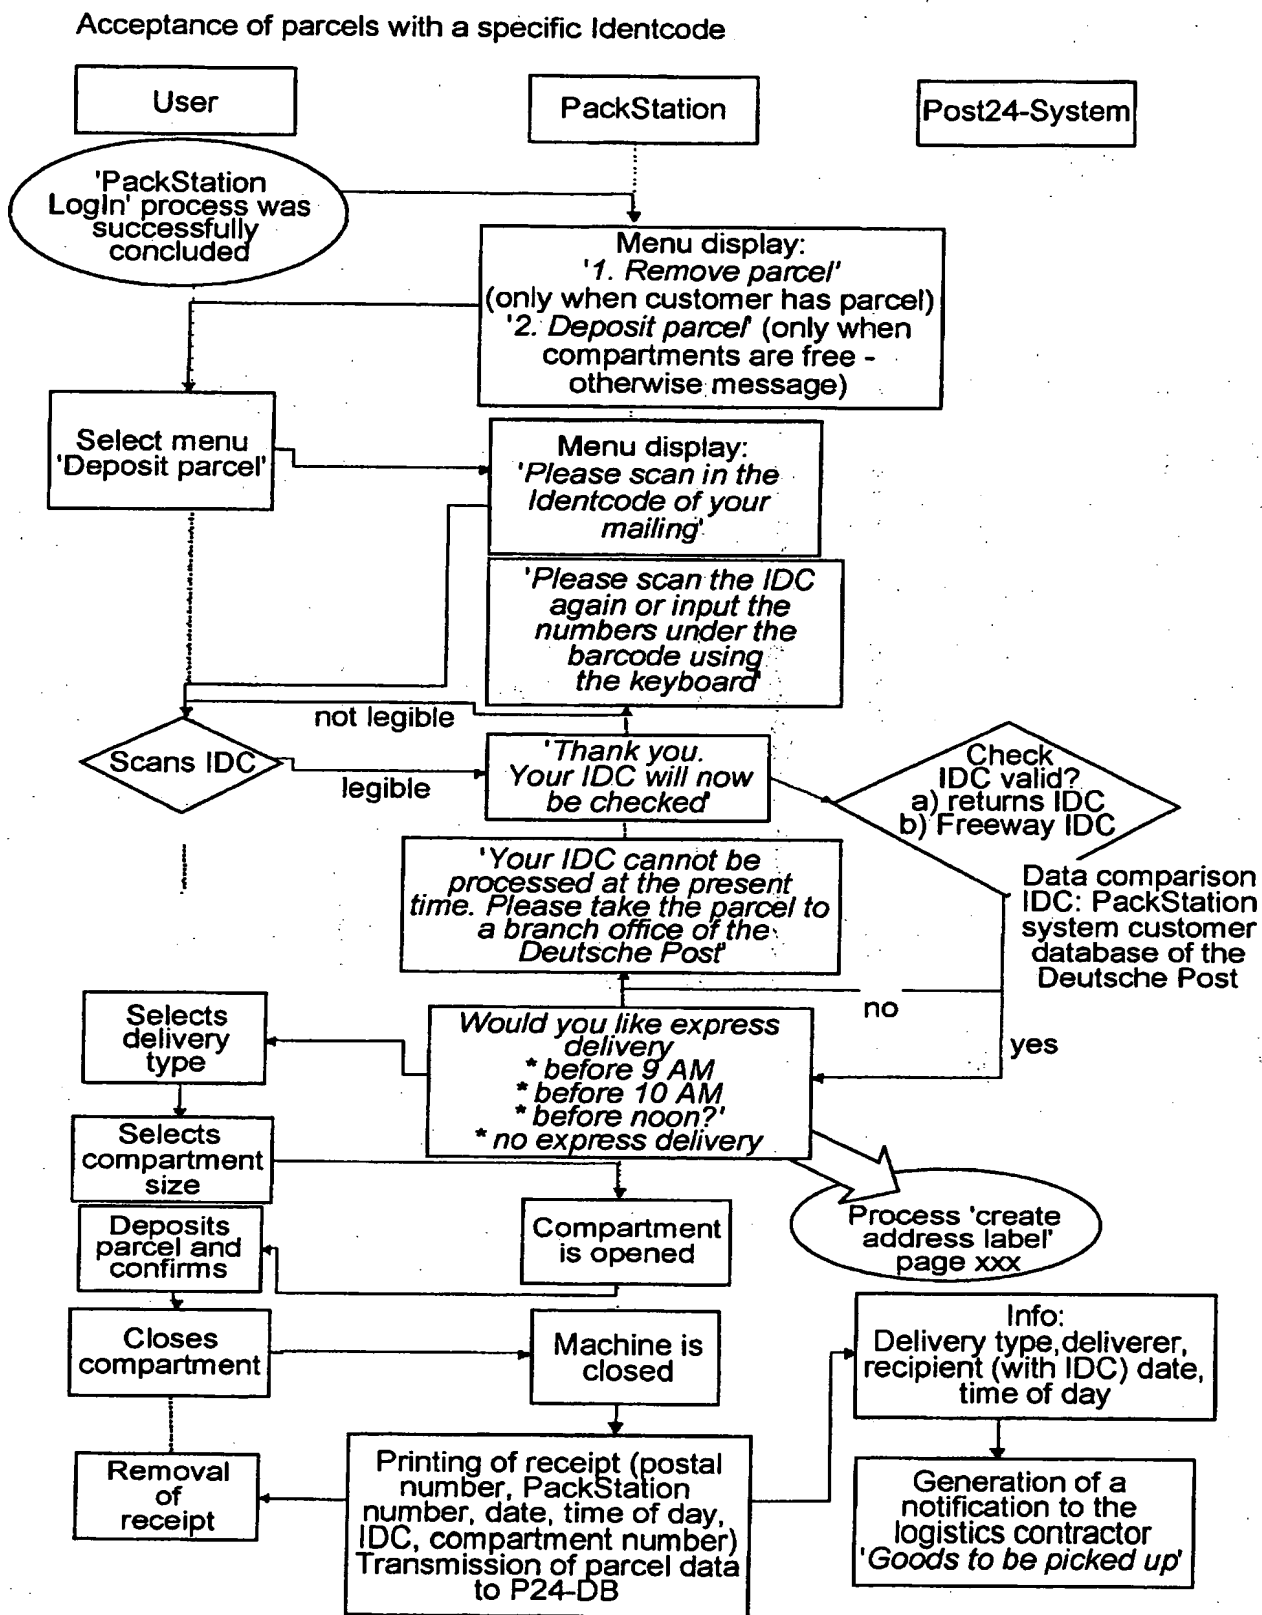 Acceptance of parcels with a specific Identcode
User
PackStation
Post24-System
'PackStation
LogIn' process was
successfully
concluded
Menu display:
'1. Remove parcel'
(only when customer has parcel)
'2. Deposit parcel' (only when
compartments are free -
otherwise message)
Select menu
'Deposit parcel'
Menu display:
'Please scan in the
Identcode of your
mailing'
'Please scan the IDC
again or input the
numbers under the
barcode using
the keyboard'
not legible
Scans IDC
legible
'Thank you.
Your IDC will now
be checked'
Check
IDC valid?
a) returns IDC
b) Freeway IDC
Data comparison
IDC: PackStation
system customer
database of the
Deutsche Post
'Your IDC cannot be
processed at the present
time. Please take the parcel to
a branch office of the
Deutsche Post'
no
yes
Would you like express
delivery
* before 9 AM
* before 10 AM
* before noon?'
* no express delivery
Selects
delivery
type
Selects
compartment
size
Compartment
is opened
Process 'create
address label'
page xxx
Deposits
parcel and
confirms
Closes
compartment
Machine is
closed
Info:
Delivery type,deliverer,
recipient (with IDC) date,
time of day
Removal
of
receipt
Printing of receipt (postal
number, PackStation
number, date, time of day,
IDC, compartment number)
Transmission of parcel data
to P24-DB
Generation of a
notification to the
logistics contractor
'Goods to be picked up'